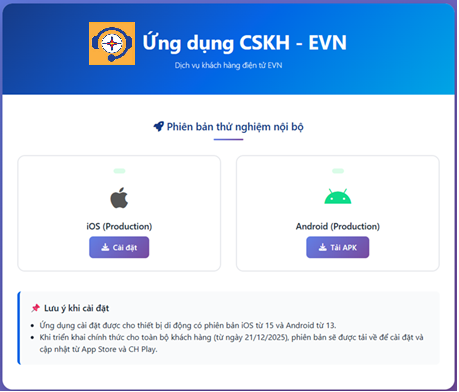 Ứng dụng CSKH - EVN
Dịch vụ khách hàng điện tử EVN
Phiên bản thử nghiệm nội bộ
iOS (Production)
Cài đặt
Android (Production)
Tải APK
Lưu ý khi cài đặt
Ứng dụng cài đặt được cho thiết bị di động có phiên bản iOS từ 15 và Android từ 13.
Khi triển khai chính thức cho toàn bộ khách hàng (từ ngày 21/12/2025), phiên bản sẽ được tải về để cài đặt và
cập nhật từ App Store và CH Play.